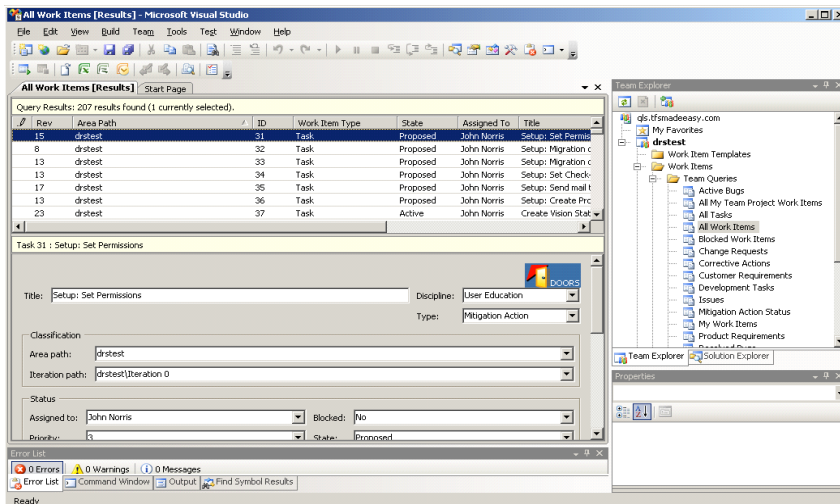 All Work Items [Results] - Microsoft Visual Studio
File Edit View Build Team Tools Test Window Help
All Work Items [Results] Start Page
Query Results: 207 results found (1 currently selected).
Rev Area Path ID Work Item Type State Assigned To Title
15 drstest 31 Task Proposed John Norris Setup: Set Permis
8 drstest 32 Task Proposed John Norris Setup: Migration o
13 drstest 33 Task Proposed John Norris Setup: Migration o
13 drstest 34 Task Proposed John Norris Setup: Set Check-
17 drstest 35 Task Proposed John Norris Setup: Send mail t
13 drstest 36 Task Proposed John Norris Setup: Create Pro
23 drstest 37 Task Active John Norris Create Vision Stat
Task 31 : Setup: Set Permissions
DOORS
Title: Setup: Set Permissions Discipline: User Education
Type: Mitigation Action
Classification
Area path: drstest
Iteration path: drstest\Iteration 0
Status
Assigned to: John Norris Blocked: No
Priority: 3 State: Proposed
Error List
0 Errors 0 Warnings 0 Messages
Error List Command Window Output Find Symbol Results
Ready
Team Explorer
qls.tfsmadeeasy.com
My Favorites
drstest
Work Item Templates
Work Items
Team Queries
Active Bugs
All My Team Project Work Items
All Tasks
All Work Items
Blocked Work Items
Change Requests
Corrective Actions
Customer Requirements
Development Tasks
Issues
Mitigation Action Status
My Work Items
Product Requirements
Resolved Bugs
Team Explorer Solution Explorer
Properties